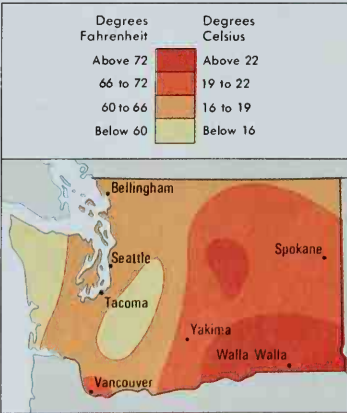 Degrees Fahrenheit
Degrees Celsius
Above 72
Above 22
66 to 72
19 to 22
60 to 66
16 to 19
Below 60
Below 16
Bellingham
Seattle
Spokane
Tacoma
Yakima
Walla Walla
Vancouver